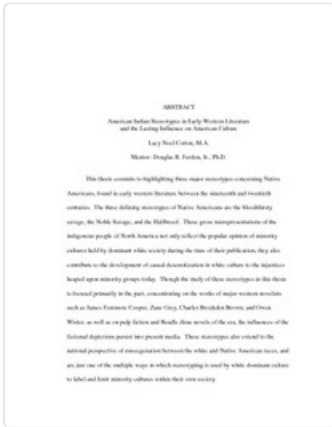 ABSTRACT
American Indian Stereotypes in Early Western Literature
and the Lasting Influence on American Culture
Lacy Noel Cotton, M.A.
Mentor: Douglas R. Ferdon, Jr., Ph.D.
This thesis commits to highlighting three major stereotypes concerning Native
Americans, found in early western literature between the nineteenth and twentieth
centuries. The three defining stereotypes of Native Americans are the bloodthirsty
savage, the Noble Savage, and the Halfbreed. These gross misrepresentations of the
indigenous people of North America not only reflect the popular opinion of minority
cultures held by dominant white society during the time of their publication, they also
contribute to the development of casual desensitization in white culture to the injustices
heaped upon minority groups today. Though the study of these stereotypes in this thesis
is focused primarily in the past, concentrating on the works of major western novelists
such as James Fenimore Cooper, Zane Grey, Charles Brockden Brown, and Owen
Wister, as well as on pulp fiction and Beadle dime novels of the era, the influences of the
fictional depictions persist into present media. These stereotypes also extend to the
national perspective of miscegenation between the white and Native American races, and
are just one of the multiple ways in which stereotyping is used by white dominant culture
to label and limit minority cultures within their own society.